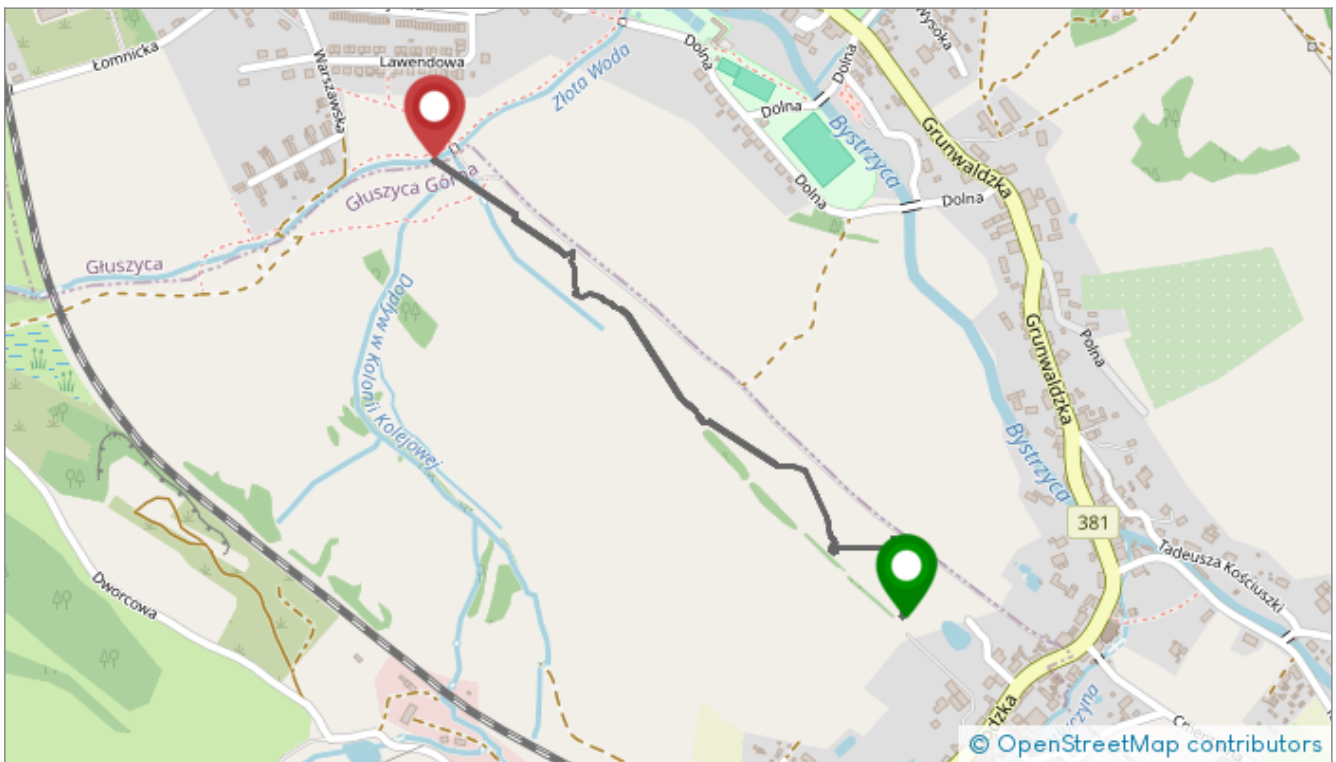 Łomnicka
Warszawska
Lawendowa
Złota Woda
Dolna
Dolna
Dolna
Dolna
Dolna
Wysoka
Bystrzyca
Grunwaldzka
Głuszyca Górna
Głuszyca
Dopływ w Kolonii Kolejowej
Grunwaldzka
Polna
Bystrzyca
381
Tadeusza Kościuszki
Dworcowa
© OpenStreetMap contributors